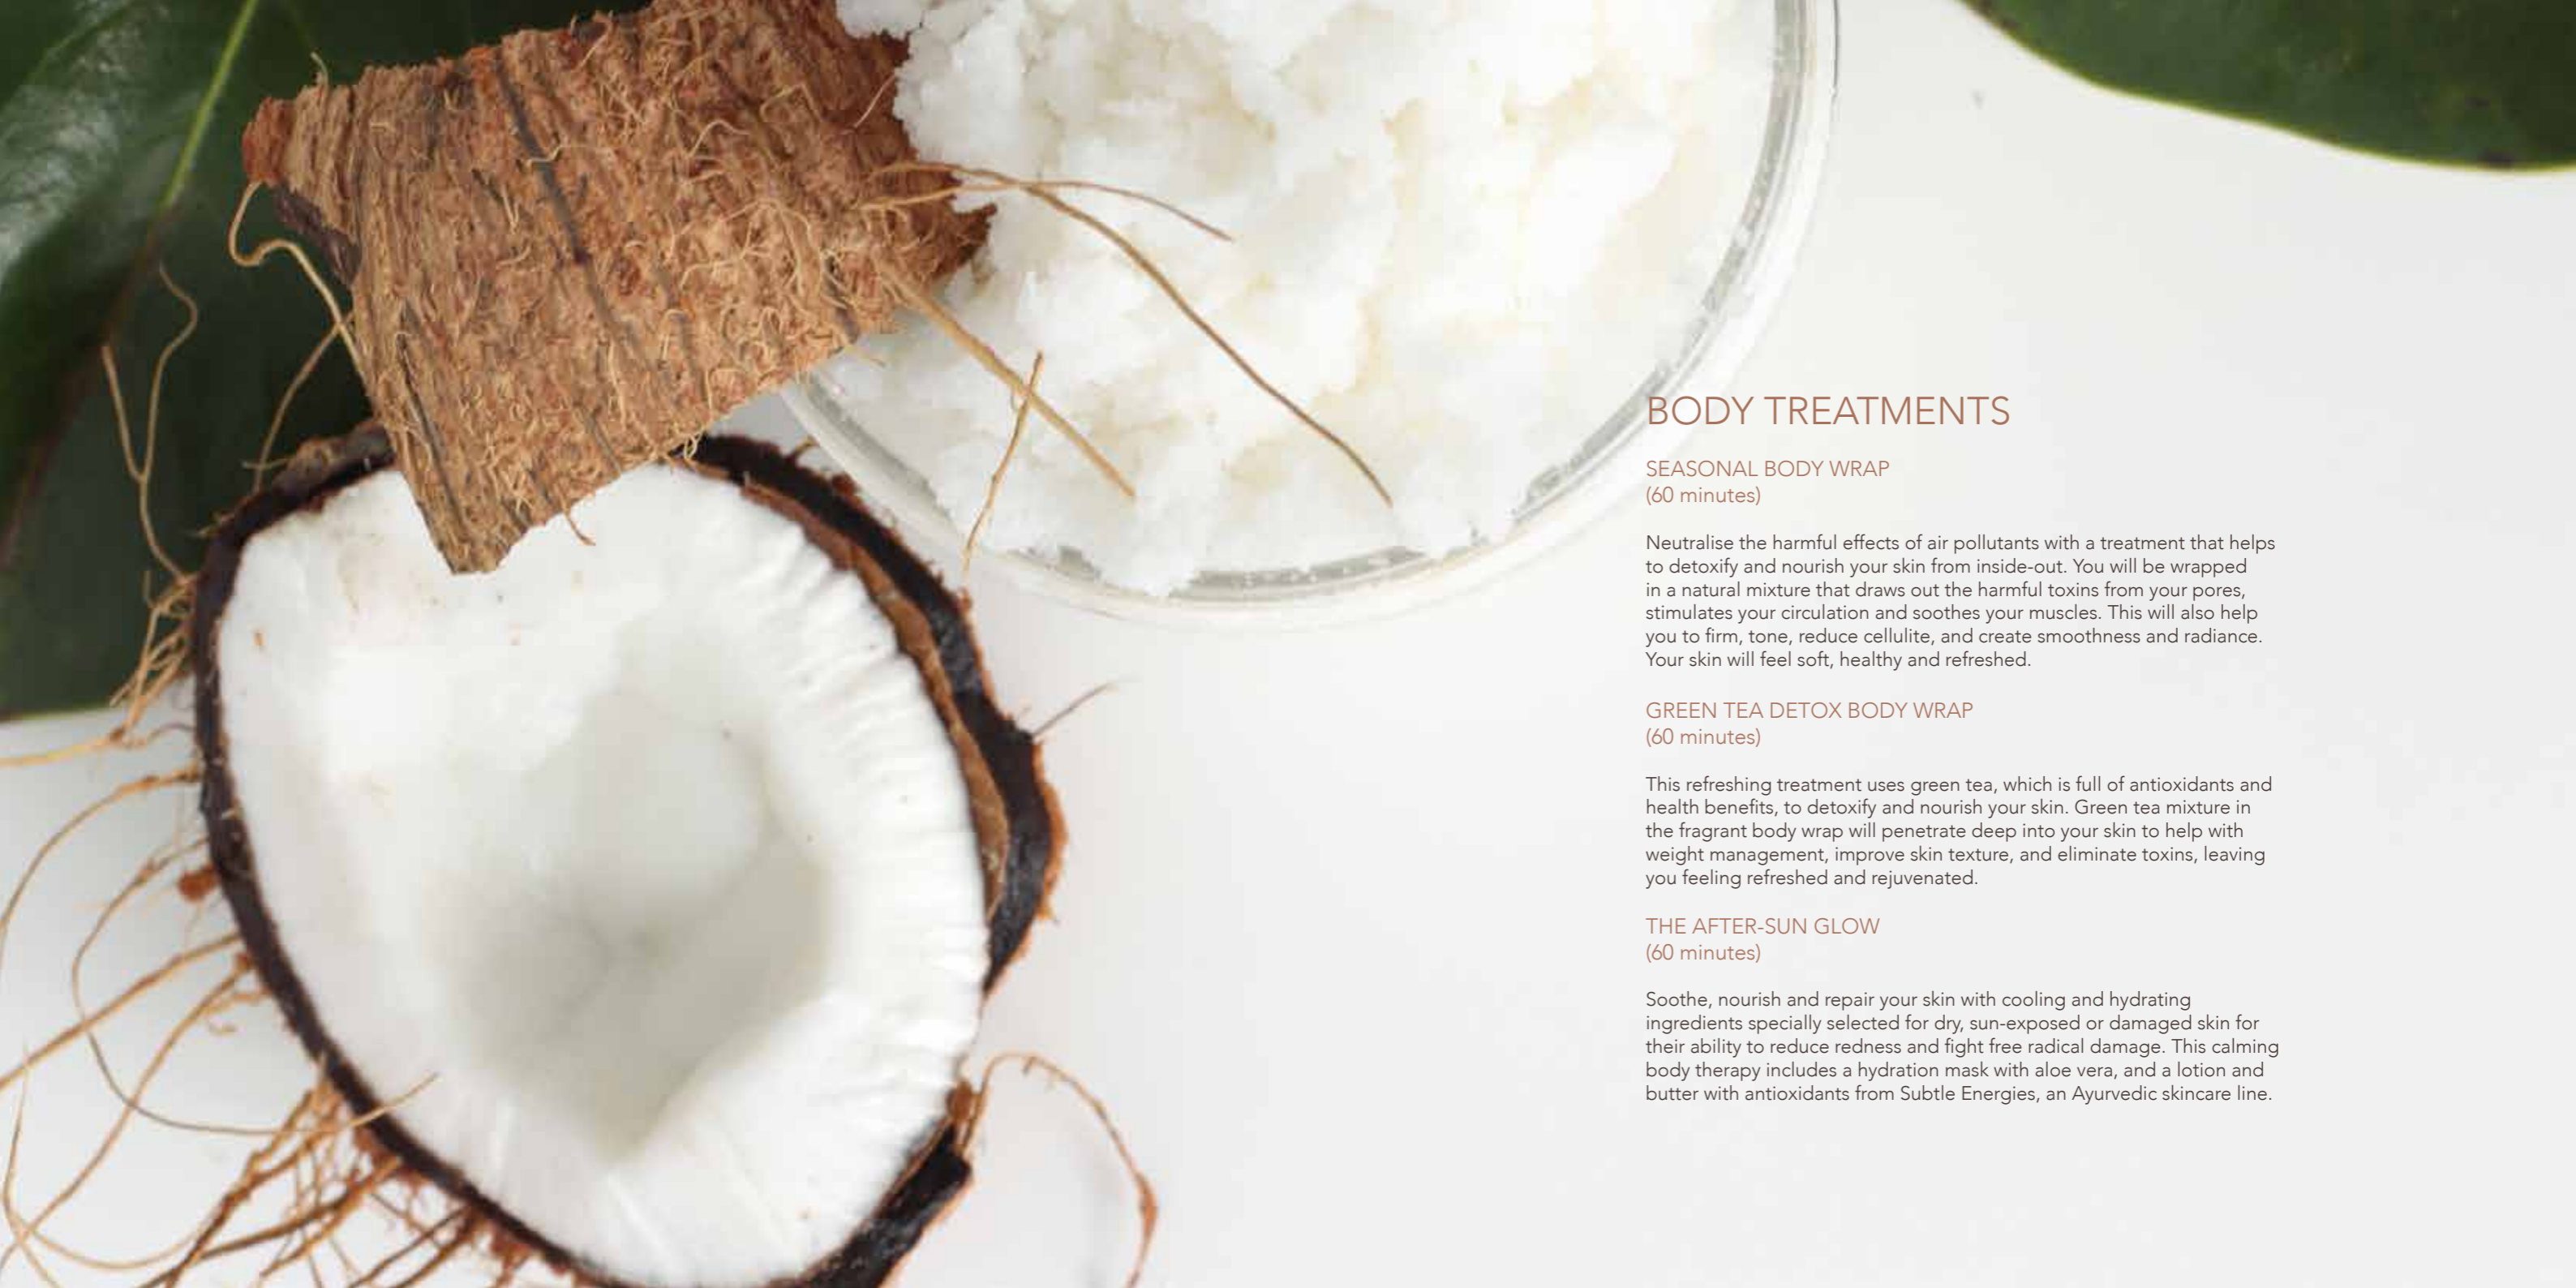 BODY TREATMENTS
SEASONAL BODY WRAP
(60 minutes)
Neutralise the harmful effects of air pollutants with a treatment that helps
to detoxify and nourish your skin from inside-out. You will be wrapped
in a natural mixture that draws out the harmful toxins from your pores,
stimulates your circulation and soothes your muscles. This will also help
you to firm, tone, reduce cellulite, and create smoothness and radiance.
Your skin will feel soft, healthy and refreshed.
GREEN TEA DETOX BODY WRAP
(60 minutes)
This refreshing treatment uses green tea, which is full of antioxidants and
health benefits, to detoxify and nourish your skin. Green tea mixture in
the fragrant body wrap will penetrate deep into your skin to help with
weight management, improve skin texture, and eliminate toxins, leaving
you feeling refreshed and rejuvenated.
THE AFTER-SUN GLOW
(60 minutes)
Soothe, nourish and repair your skin with cooling and hydrating
ingredients specially selected for dry, sun-exposed or damaged skin for
their ability to reduce redness and fight free radical damage. This calming
body therapy includes a hydration mask with aloe vera, and a lotion and
butter with antioxidants from Subtle Energies, an Ayurvedic skincare line.